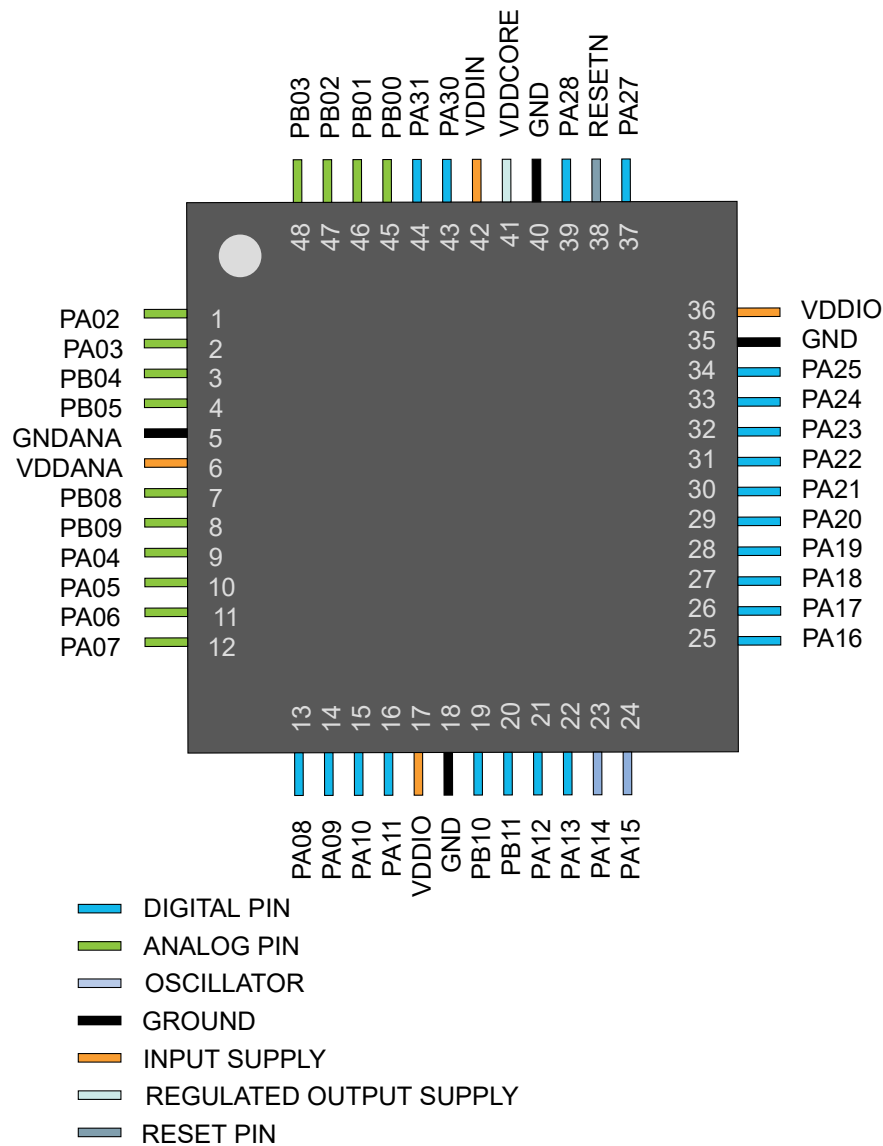 PB03
PB02
PB01
PB00
PA31
PA30
VDDIN
VDDCORE
GND
PA28
RESETN
PA27
48
47
46
45
44
43
42
41
40
39
38
37
PA02 1
PA03 2
PB04 3
PB05 4
GNDANA 5
VDDANA 6
PB08 7
PB09 8
PA04 9
PA05 10
PA06 11
PA07 12
36 VDDIO
35 GND
34 PA25
33 PA24
32 PA23
31 PA22
30 PA21
29 PA20
28 PA19
27 PA18
26 PA17
25 PA16
13
14
15
16
17
18
19
20
21
22
23
24
PA08
PA09
PA10
PA11
VDDIO
GND
PB10
PB11
PA12
PA13
PA14
PA15
DIGITAL PIN
ANALOG PIN
OSCILLATOR
GROUND
INPUT SUPPLY
REGULATED OUTPUT SUPPLY
RESET PIN